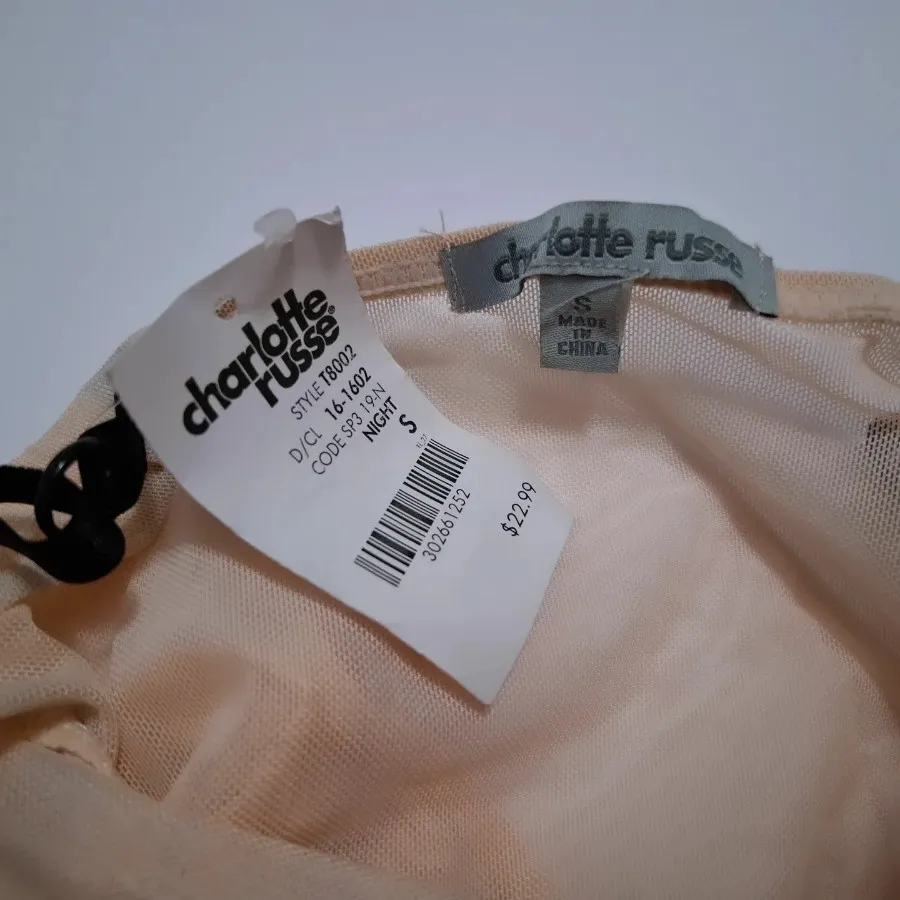 charlotte russe
S
MADE
IN
CHINA
charlotte
russe®
STYLE T8002
D/CL 16-1602
CODE SP3 19-N
NIGHT S
302661252
$22.99